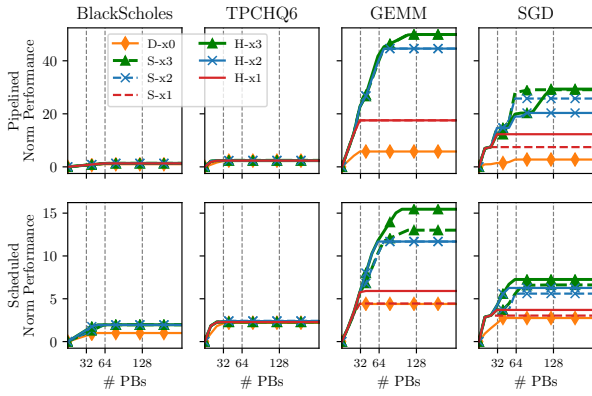 BlackScholes TPCHQ6 GEMM SGD
Pipelined
Norm Performance
40
20
0
D-x0
S-x3
S-x2
S-x1
H-x3
H-x2
H-x1
Scheduled
Norm Performance
15
10
5
0
32 64 128 32 64 128 32 64 128 32 64 128
# PBs # PBs # PBs # PBs